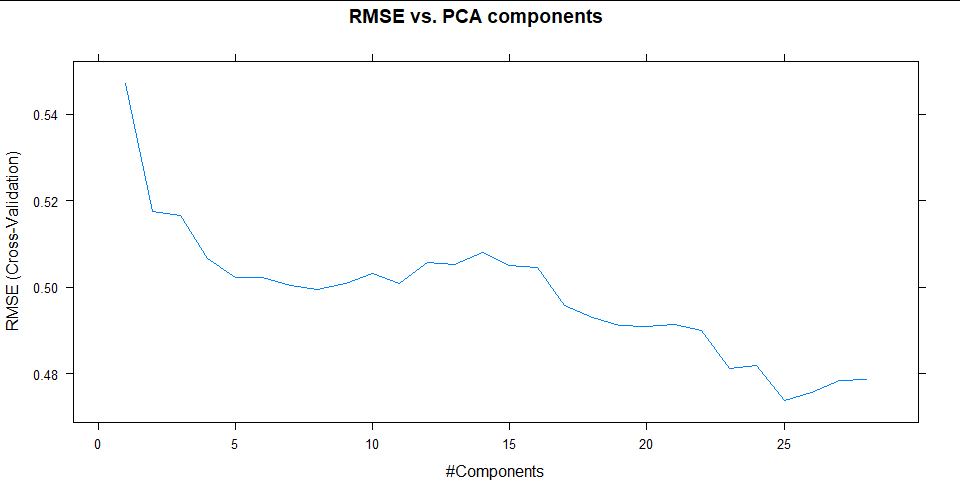 RMSE vs. PCA components
RMSE (Cross-Validation)
0.54
0.52
0.50
0.48
0 5 10 15 20 25
#Components